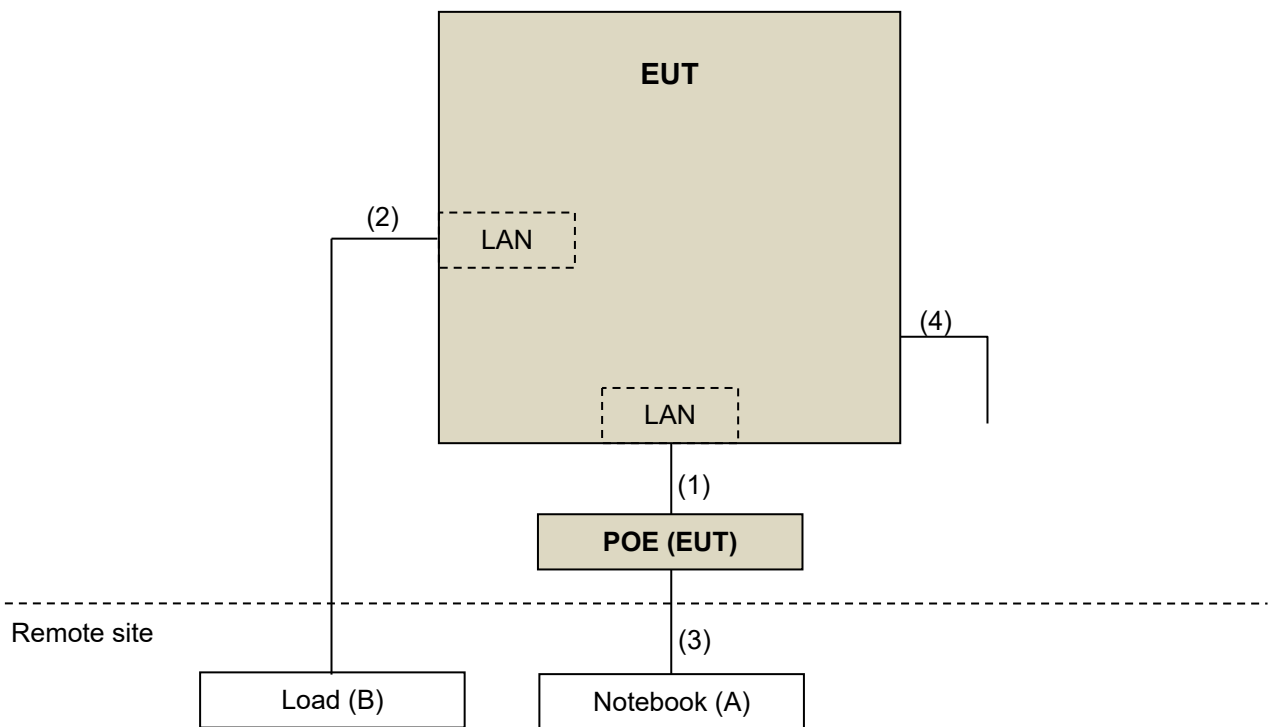 EUT
(2)
LAN
(4)
LAN
(1)
POE (EUT)
Remote site
(3)
Load (B)
Notebook (A)